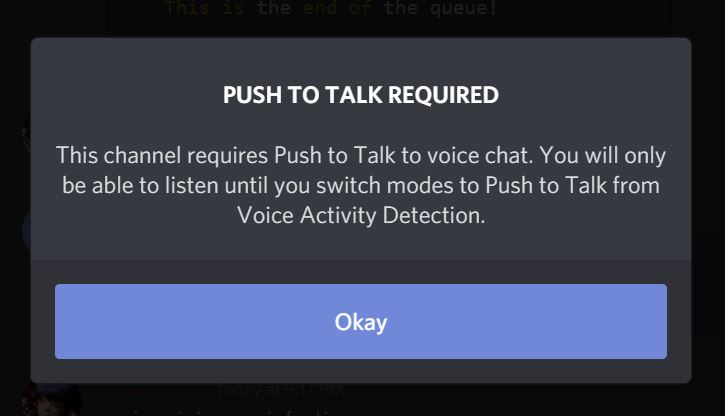 This is the end of the queue!
PUSH TO TALK REQUIRED
This channel requires Push to Talk to voice chat. You will only
be able to listen until you switch modes to Push to Talk from
Voice Activity Detection.
Okay
Today at 9:17 PM